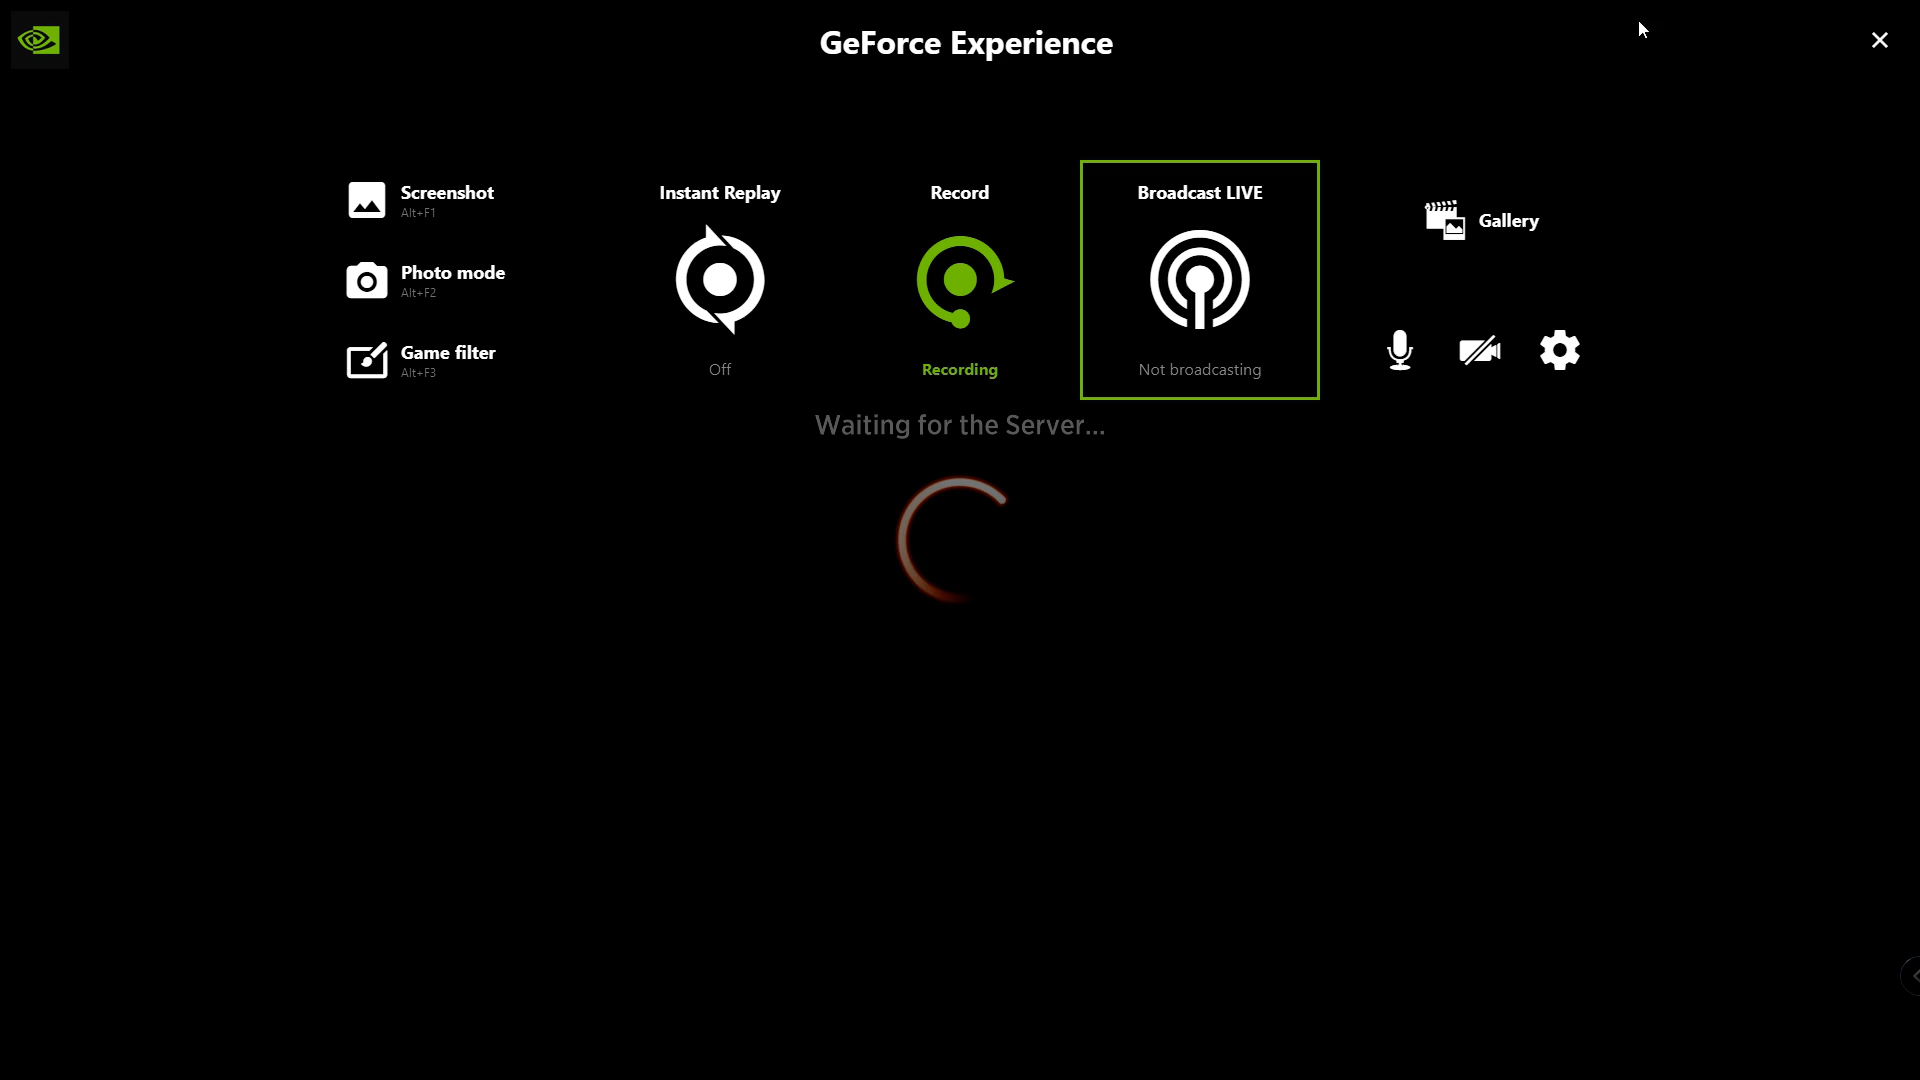 GeForce Experience
Screenshot
Alt+F1
Photo mode
Alt+F2
Game filter
Alt+F3
Instant Replay
Off
Record
Recording
Broadcast LIVE
Not broadcasting
Gallery
Waiting for the Server...